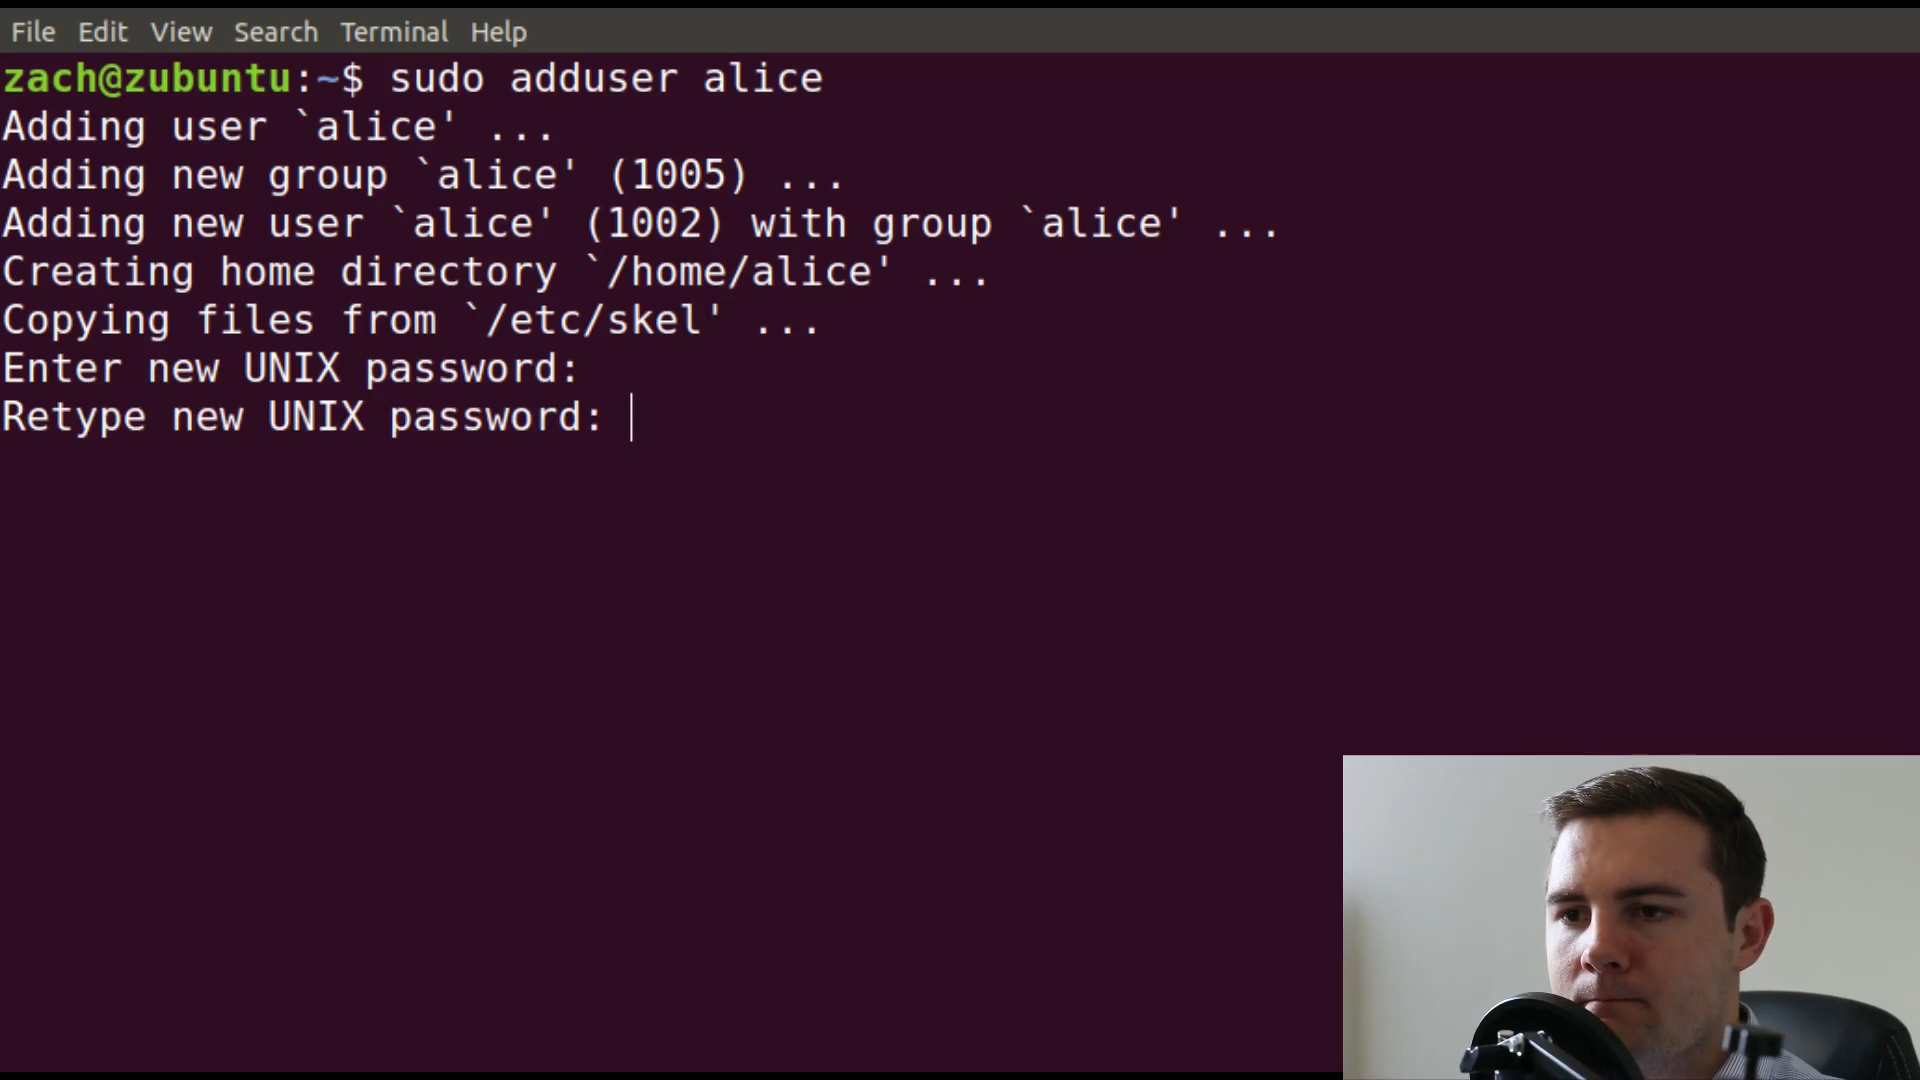 File Edit View Search Terminal Help
zach@zubuntu:~$ sudo adduser alice
Adding user `alice' ...
Adding new group `alice' (1005) ...
Adding new user `alice' (1002) with group `alice' ...
Creating home directory `/home/alice' ...
Copying files from `/etc/skel' ...
Enter new UNIX password:
Retype new UNIX password: